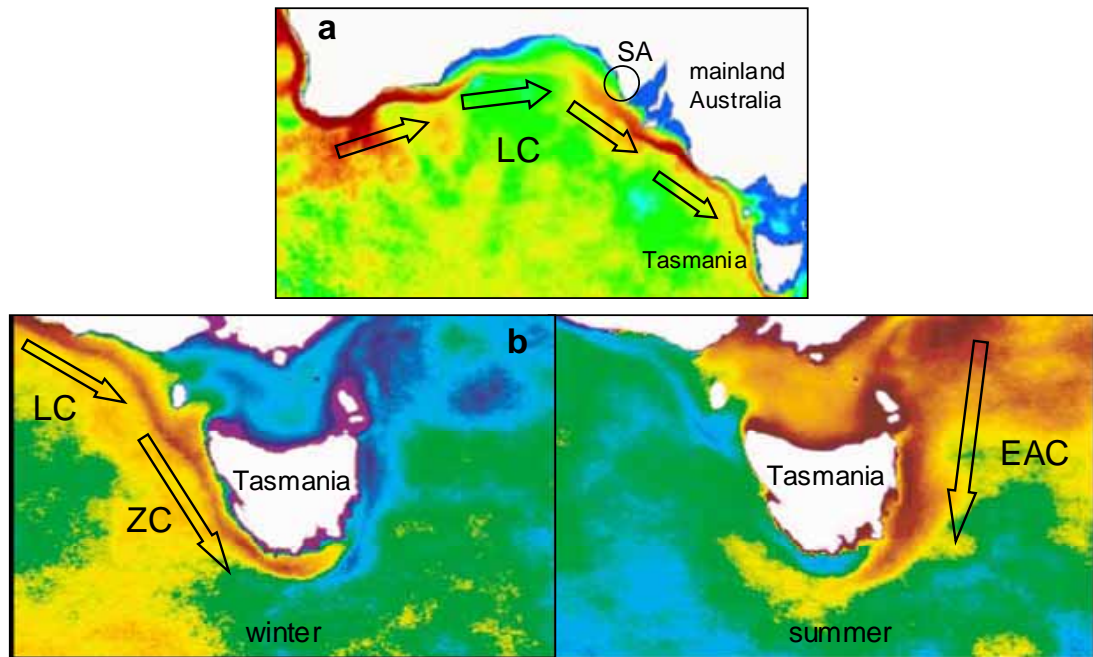 a
SA
mainland
Australia
LC
Tasmania
b
LC
Tasmania
ZC
winter
Tasmania
EAC
summer